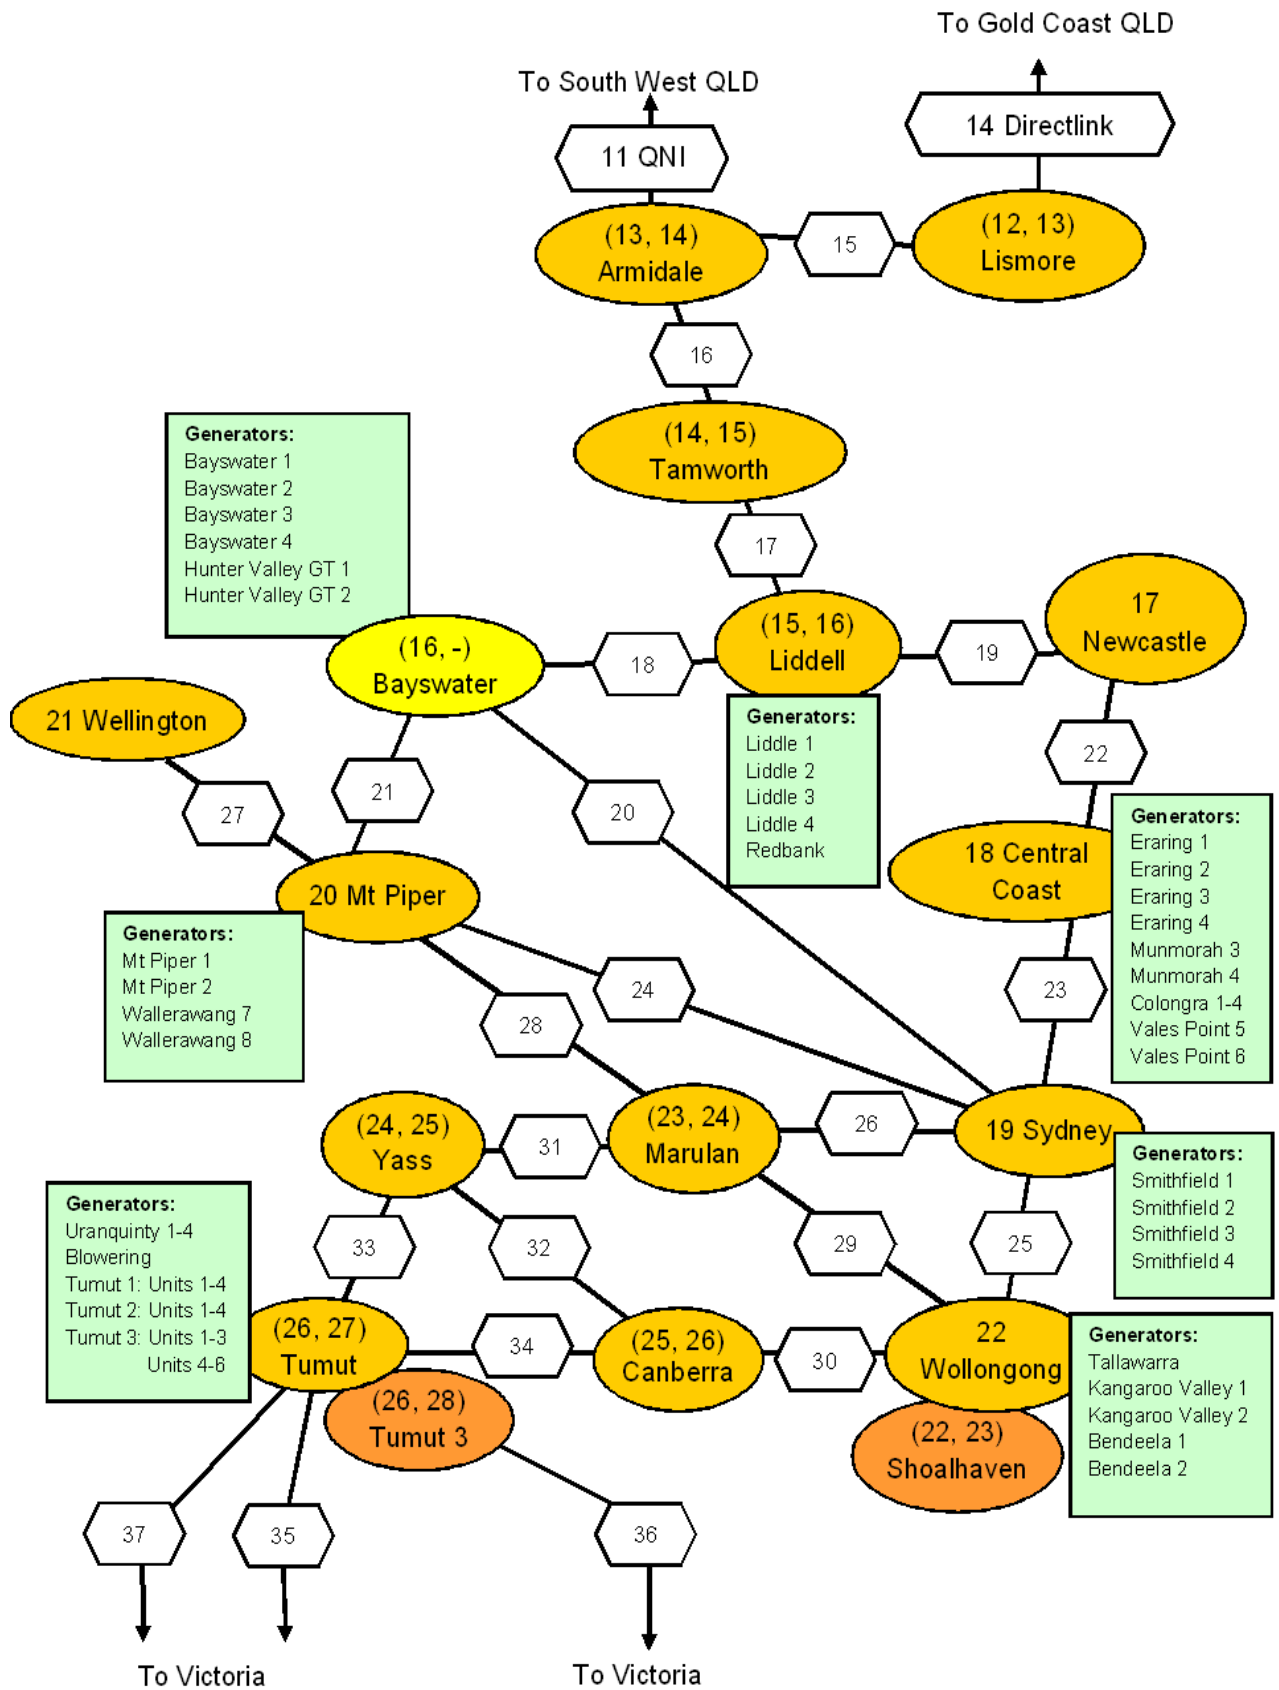 To Gold Coast QLD
To South West QLD
14 Directlink
11 QNI
(13, 14)
Armidale
15
(12, 13)
Lismore
16
(14, 15)
Tamworth
Generators:
Bayswater 1
Bayswater 2
Bayswater 3
Bayswater 4
Hunter Valley GT 1
Hunter Valley GT 2
17
(16, -)
Bayswater
18
(15, 16)
Liddell
19
17
Newcastle
21 Wellington
Generators:
Liddle 1
Liddle 2
Liddle 3
Liddle 4
Redbank
22
27
21
20
20 Mt Piper
18 Central
Coast
Generators:
Eraring 1
Eraring 2
Eraring 3
Eraring 4
Munmorah 3
Munmorah 4
Colongra 1-4
Vales Point 5
Vales Point 6
Generators:
Mt Piper 1
Mt Piper 2
Wallerawang 7
Wallerawang 8
24
23
28
(24, 25)
Yass
31
(23, 24)
Marulan
26
19 Sydney
Generators:
Smithfield 1
Smithfield 2
Smithfield 3
Smithfield 4
Generators:
Uranquinty 1-4
Blowering
Tumut 1: Units 1-4
Tumut 2: Units 1-4
Tumut 3: Units 1-3
Units 4-6
33
32
29
25
(26, 27)
Tumut
34
(25, 26)
Canberra
30
22
Wollongong
Generators:
Tallawarra
Kangaroo Valley 1
Kangaroo Valley 2
Bendeela 1
Bendeela 2
(26, 28)
Tumut 3
(22, 23)
Shoalhaven
37
35
36
To Victoria
To Victoria